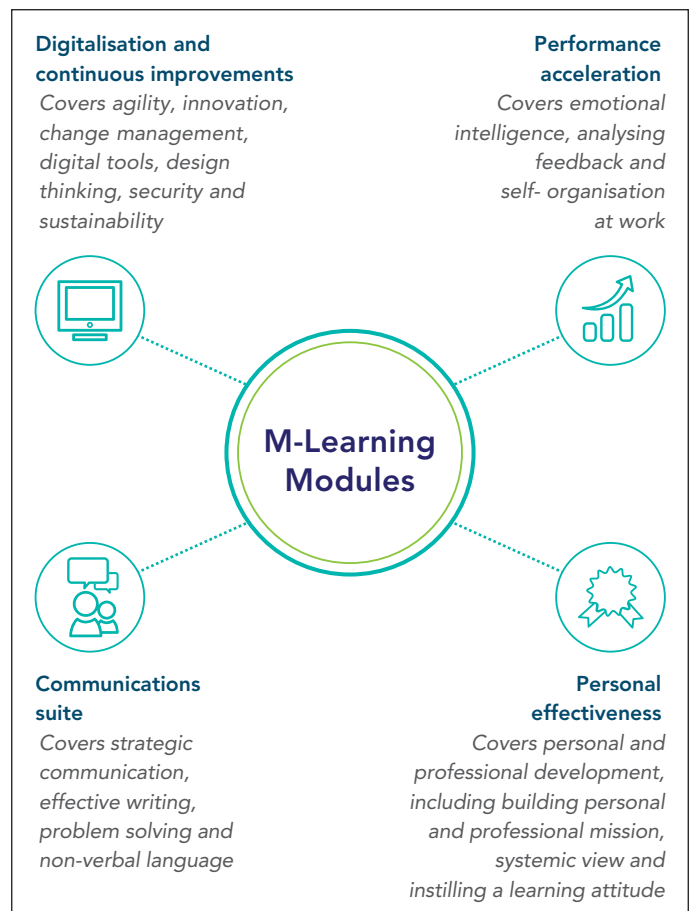 Digitalisation and
continuous improvements
Covers agility, innovation,
change management,
digital tools, design
thinking, security and
sustainability
Performance
acceleration
Covers emotional
intelligence, analysing
feedback and
self- organisation
at work
M-Learning
Modules
Communications
suite
Covers strategic
communication,
effective writing,
problem solving and
non-verbal language
Personal
effectiveness
Covers personal and
professional development,
including building personal
and professional mission,
systemic view and
instilling a learning attitude